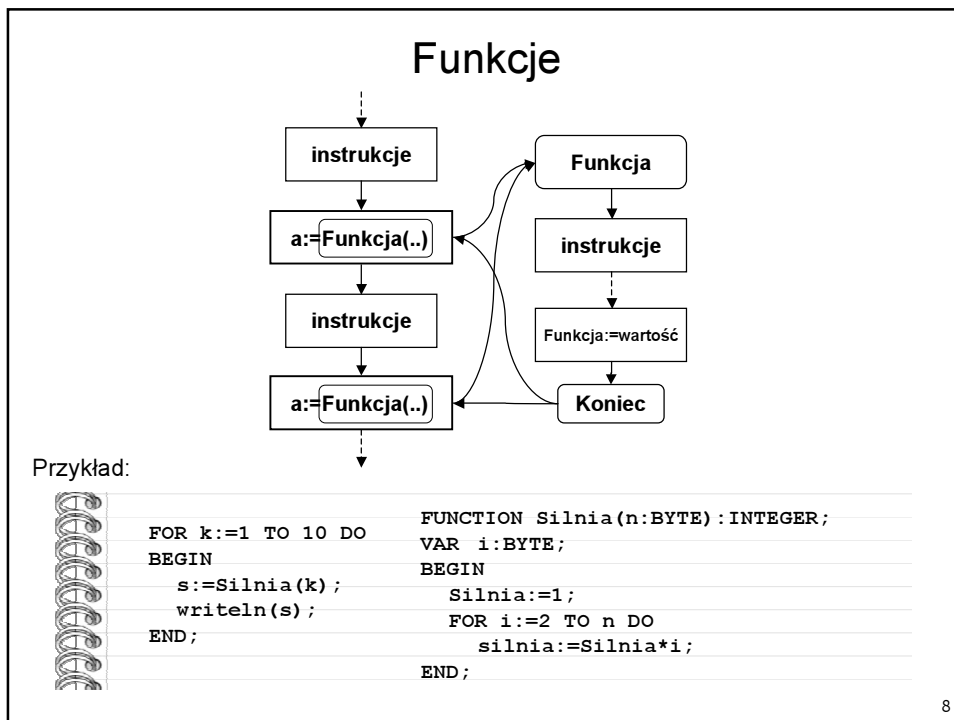 Funkcje
instrukcje
a:=Funkcja(..)
instrukcje
a:=Funkcja(..)
Funkcja
instrukcje
Funkcja:=wartość
Koniec
Przykład:
FOR k:=1 TO 10 DO
BEGIN
s:=Silnia(k);
writeln(s);
END;
FUNCTION Silnia(n:BYTE):INTEGER;
VAR i:BYTE;
BEGIN
Silnia:=1;
FOR i:=2 TO n DO
silnia:=Silnia*i;
END;
8